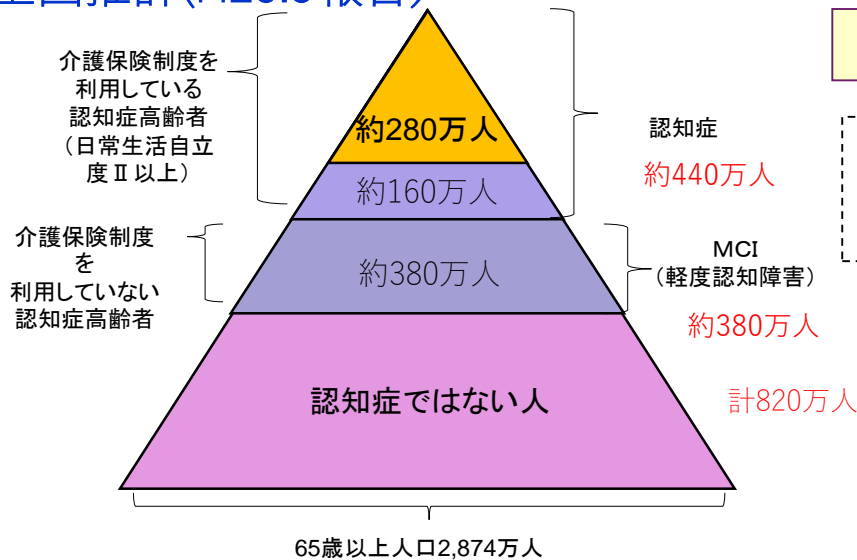 介護保険制度を
利用している
認知症高齢者
（日常生活自立
度Ⅱ以上）
約280万人
認知症
約440万人
約160万人
介護保険制度
を
利用していない
認知症高齢者
約380万人
MCI
（軽度認知障害）
約380万人
認知症ではない人
計820万人
65歳以上人口2,874万人